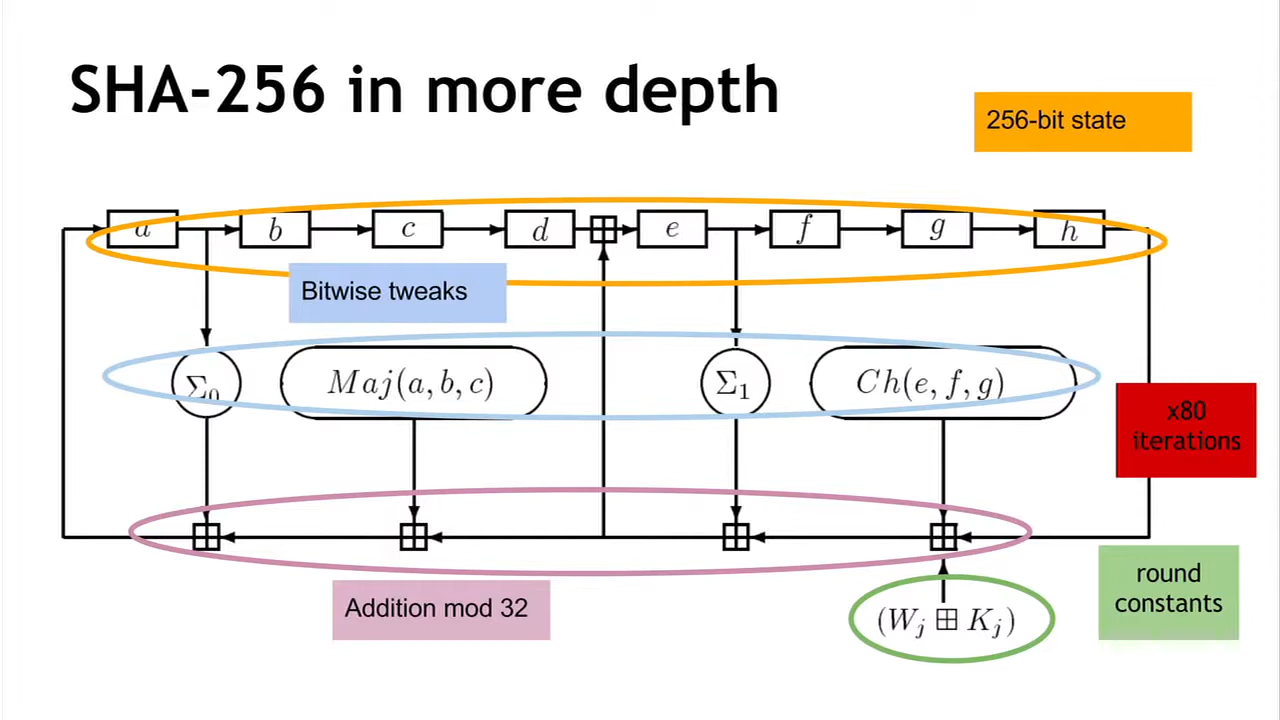 SHA-256 in more depth
256-bit state
a b c d ⊞ e f g h
Bitwise tweaks
Σ₀ Maj(a, b, c) Σ₁ Ch(e, f, g)
x80
iterations
⊞ ⊞ ⊞ ⊞
round
constants
Addition mod 32
(Wⱼ ⊞ Kⱼ)